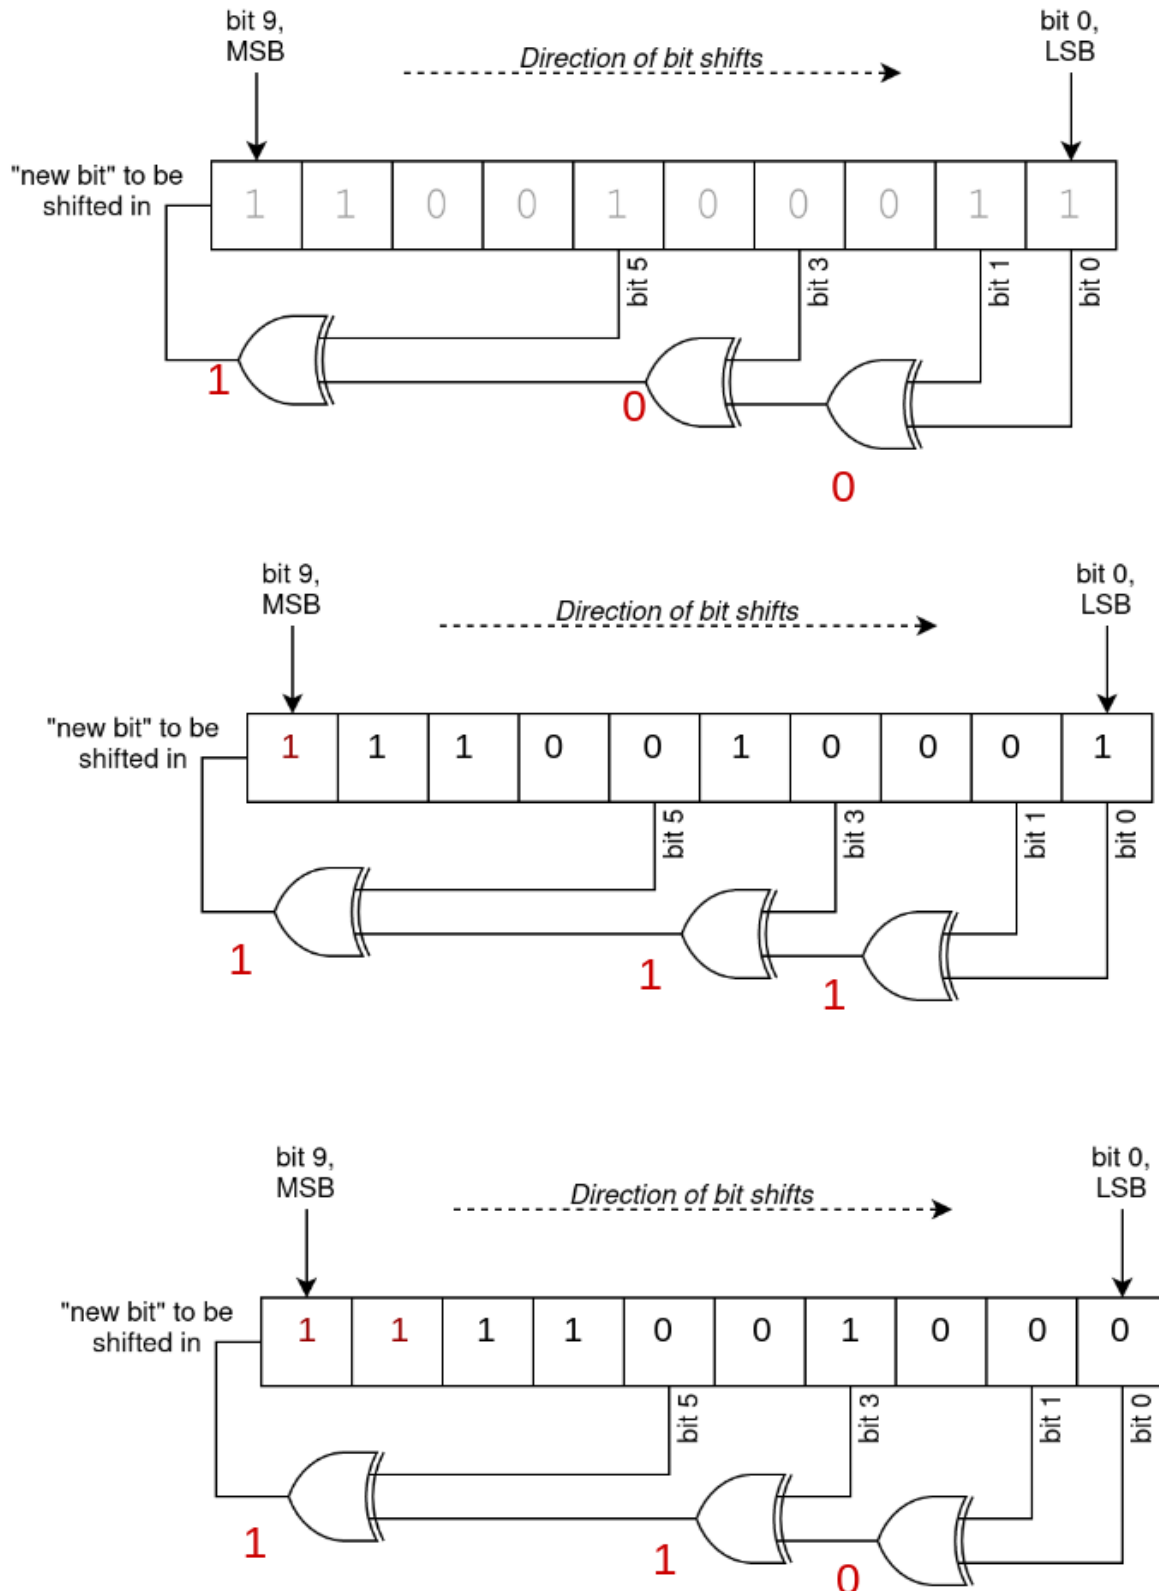 bit 9,
MSB
Direction of bit shifts
bit 0,
LSB
"new bit" to be
shifted in
1 1 0 0 1 0 0 0 1 1
bit 5
bit 3
bit 1
bit 0
1
0
0
bit 9,
MSB
Direction of bit shifts
bit 0,
LSB
"new bit" to be
shifted in
1 1 1 0 0 1 0 0 0 1
bit 5
bit 3
bit 1
bit 0
1
1
1
bit 9,
MSB
Direction of bit shifts
bit 0,
LSB
"new bit" to be
shifted in
1 1 1 1 0 0 1 0 0 0
bit 5
bit 3
bit 1
bit 0
1
1
0